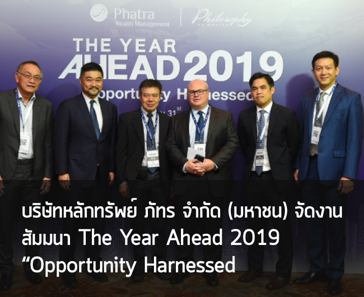 Phatra
Wealth Management
Philosophy
THE YEAR
AHEAD 2019
Opportunity Harnessed
31st
บริษัทหลักทรัพย์ ภัทร จำกัด (มหาชน) จัดงาน
สัมมนา The Year Ahead 2019
“Opportunity Harnessed